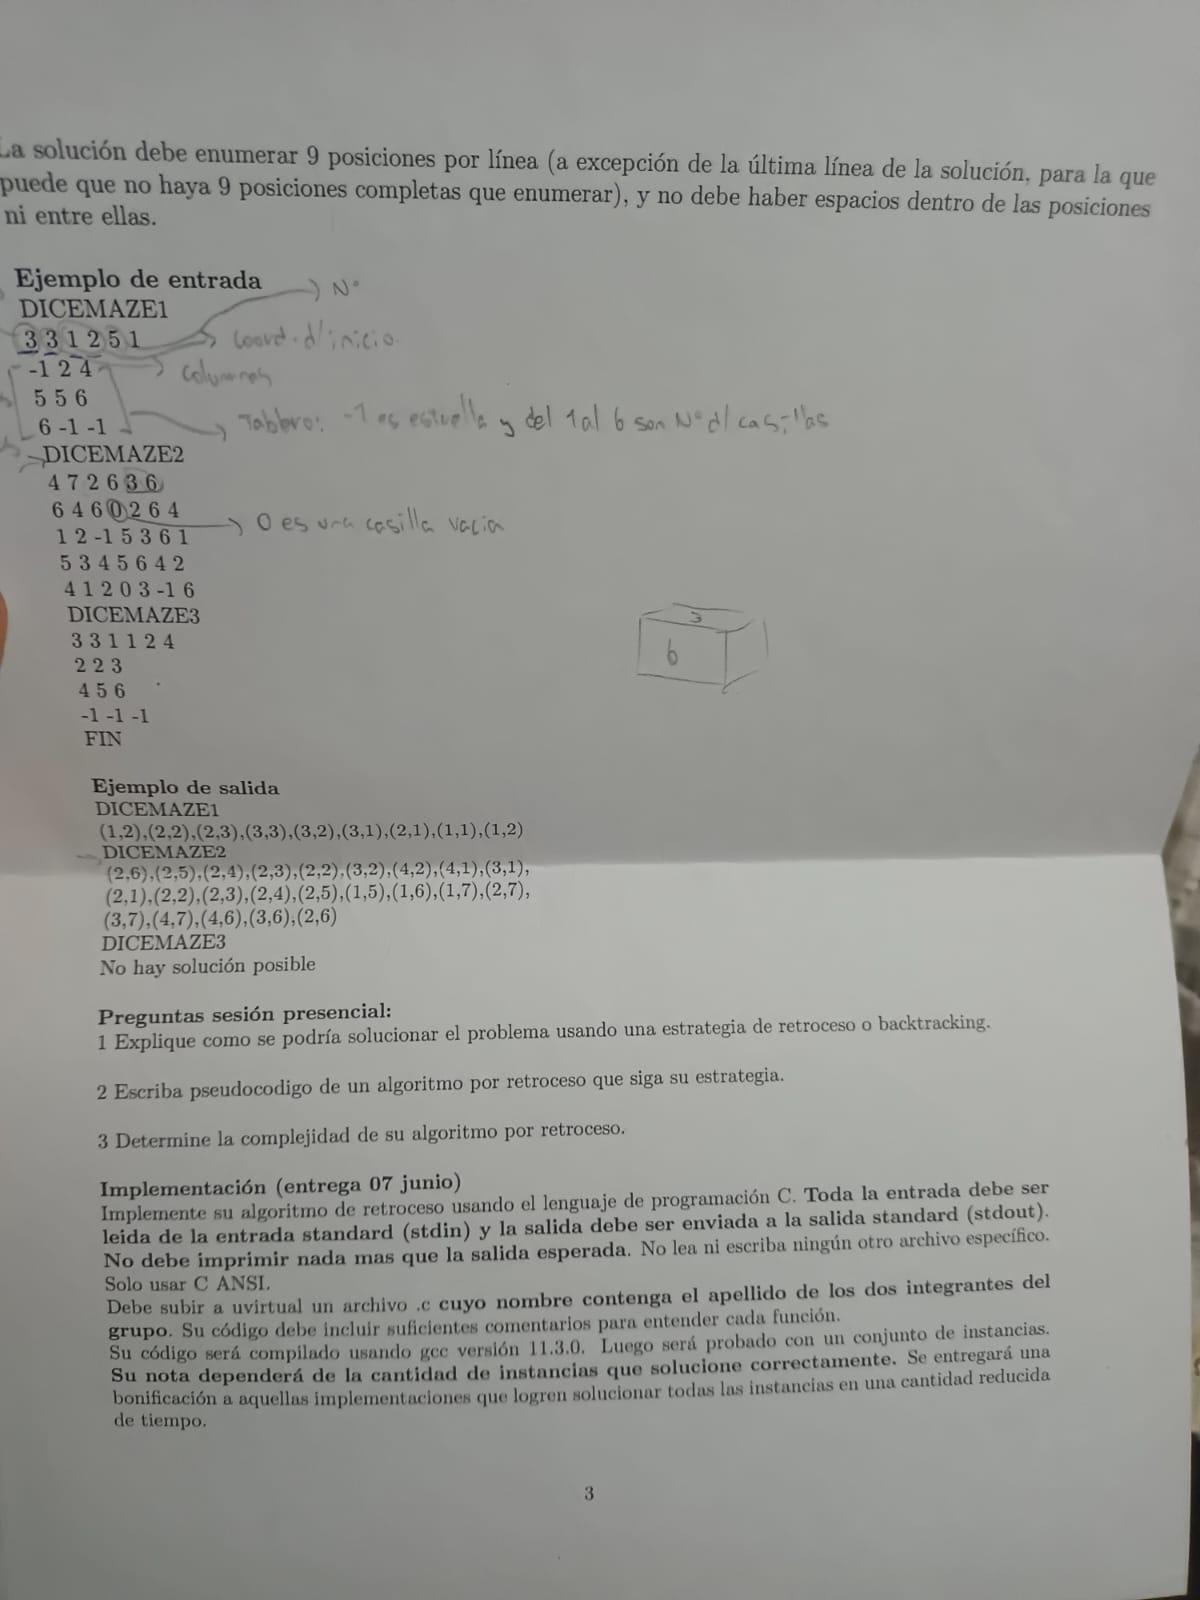 La solución debe enumerar 9 posiciones por línea (a excepción de la última línea de la solución, para la que
puede que no haya 9 posiciones completas que enumerar), y no debe haber espacios dentro de las posiciones
ni entre ellas.
Ejemplo de entrada
N°
DICEMAZE1
3 3 1 2 5 1
Coord. d' inicio.
-1 2 4
Columnas
5 5 6
6 -1 -1
Tablero: -1 es estrella y del 1 al 6 son N° d/ casillas
DICEMAZE2
4 7 2 6 3 6
6 4 6 0 2 6 4
0 es una casilla vacia
1 2 -1 5 3 6 1
5 3 4 5 6 4 2
4 1 2 0 3 -1 6
DICEMAZE3
3 3 1 1 2 4
2 2 3
4 5 6
-1 -1 -1
FIN
3
6
Ejemplo de salida
DICEMAZE1
(1,2),(2,2),(2,3),(3,3),(3,2),(3,1),(2,1),(1,1),(1,2)
DICEMAZE2
(2,6),(2,5),(2,4),(2,3),(2,2),(3,2),(4,2),(4,1),(3,1),
(2,1),(2,2),(2,3),(2,4),(2,5),(1,5),(1,6),(1,7),(2,7),
(3,7),(4,7),(4,6),(3,6),(2,6)
DICEMAZE3
No hay solución posible
Preguntas sesión presencial:
1 Explique como se podría solucionar el problema usando una estrategia de retroceso o backtracking.
2 Escriba pseudocodigo de un algoritmo por retroceso que siga su estrategia.
3 Determine la complejidad de su algoritmo por retroceso.
Implementación (entrega 07 junio)
Implemente su algoritmo de retroceso usando el lenguaje de programación C. Toda la entrada debe ser
leida de la entrada standard (stdin) y la salida debe ser enviada a la salida standard (stdout).
No debe imprimir nada mas que la salida esperada. No lea ni escriba ningún otro archivo específico.
Solo usar C ANSI.
Debe subir a uvirtual un archivo .c cuyo nombre contenga el apellido de los dos integrantes del
grupo. Su código debe incluir suficientes comentarios para entender cada función.
Su código será compilado usando gcc versión 11.3.0. Luego será probado con un conjunto de instancias.
Su nota dependerá de la cantidad de instancias que solucione correctamente. Se entregará una
bonificación a aquellas implementaciones que logren solucionar todas las instancias en una cantidad reducida
de tiempo.
3